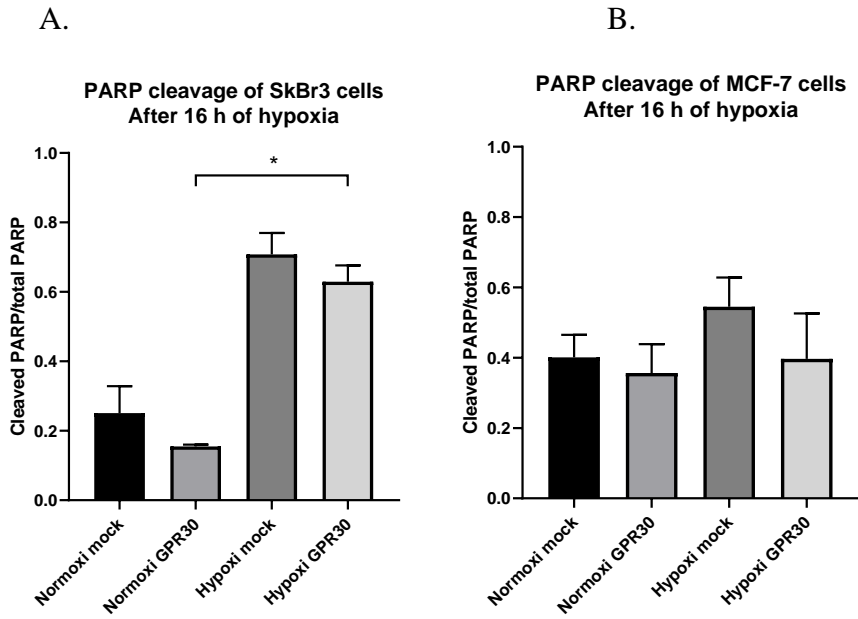 A.
PARP cleavage of SkBr3 cells
After 16 h of hypoxia
Cleaved PARP/total PARP
1.0
0.8
0.6
0.4
0.2
0.0
*
Normoxi mock
Normoxi GPR30
Hypoxi mock
Hypoxi GPR30
B.
PARP cleavage of MCF-7 cells
After 16 h of hypoxia
Cleaved PARP/total PARP
1.0
0.8
0.6
0.4
0.2
0.0
Normoxi mock
Normoxi GPR30
Hypoxi mock
Hypoxi GPR30